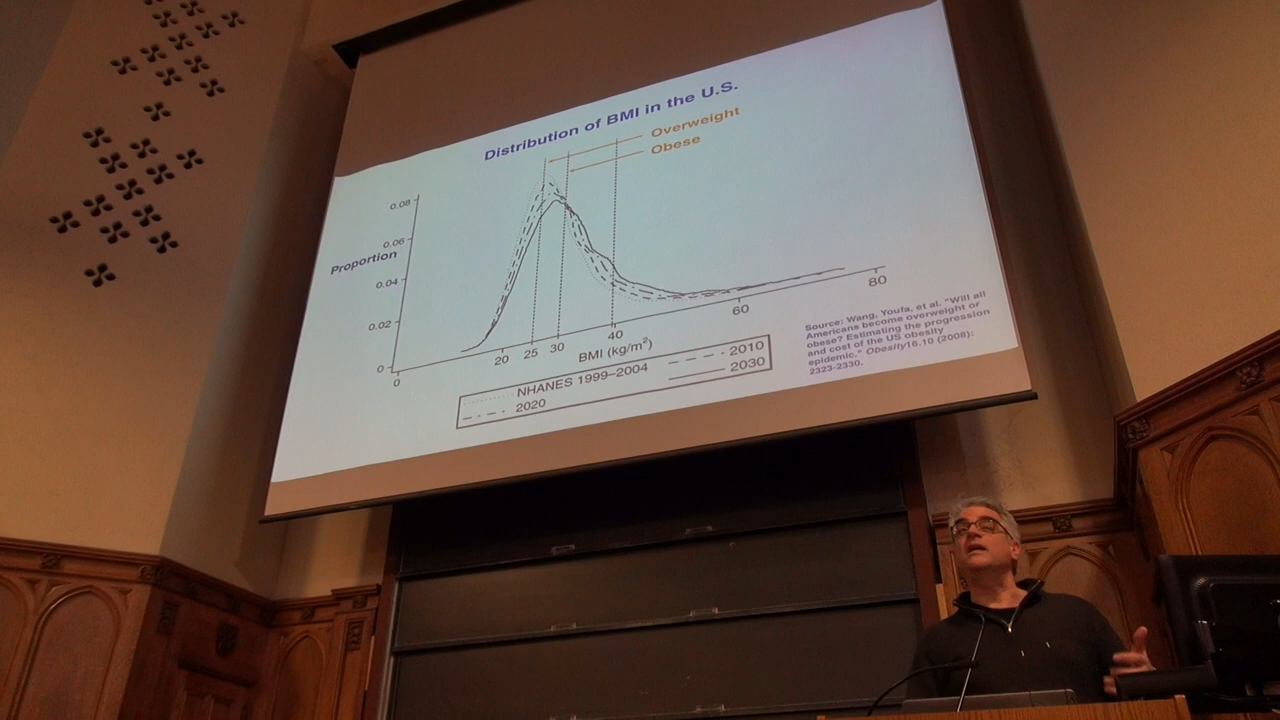 Distribution of BMI in the U.S.
Overweight
Obese
0.08
0.06
Proportion
0.04
0.02
0
0
20
25
30
40
60
80
BMI (kg/m²)
NHANES 1999–2004
2010
2020
2030
Source: Wang, Youfa, et al. "Will all
Americans become overweight or
obese? Estimating the progression
and cost of the US obesity
epidemic." Obesity16.10 (2008):
2323-2330.